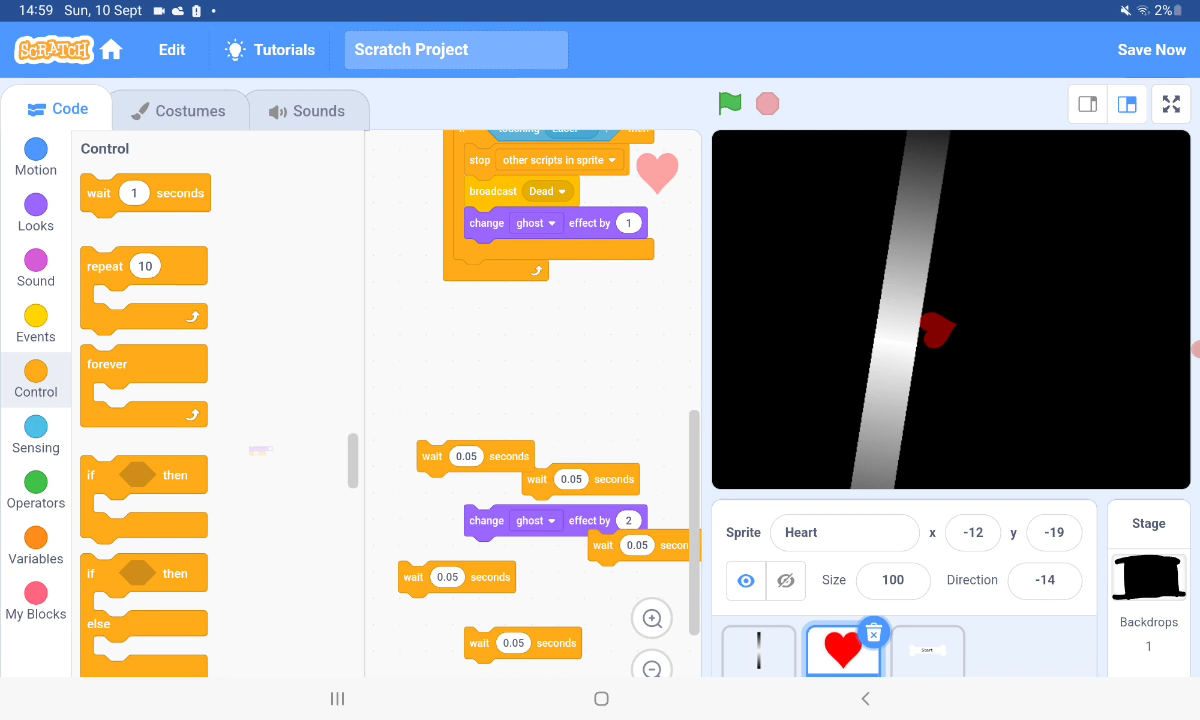 14:59 Sun, 10 Sept
2%
SCRATCH
Edit
Tutorials
Scratch Project
Save Now
Code
Costumes
Sounds
Motion
Looks
Sound
Events
Control
Sensing
Operators
Variables
My Blocks
Control
wait 1 seconds
repeat 10
forever
if then
if then
else
stop other scripts in sprite
broadcast Dead
change ghost effect by 1
wait 0.05 seconds
wait 0.05 seconds
change ghost effect by 2
wait 0.05 secon
wait 0.05 seconds
wait 0.05 seconds
Sprite Heart x -12 y -19
Size 100 Direction -14
Start
Stage
Backdrops
1